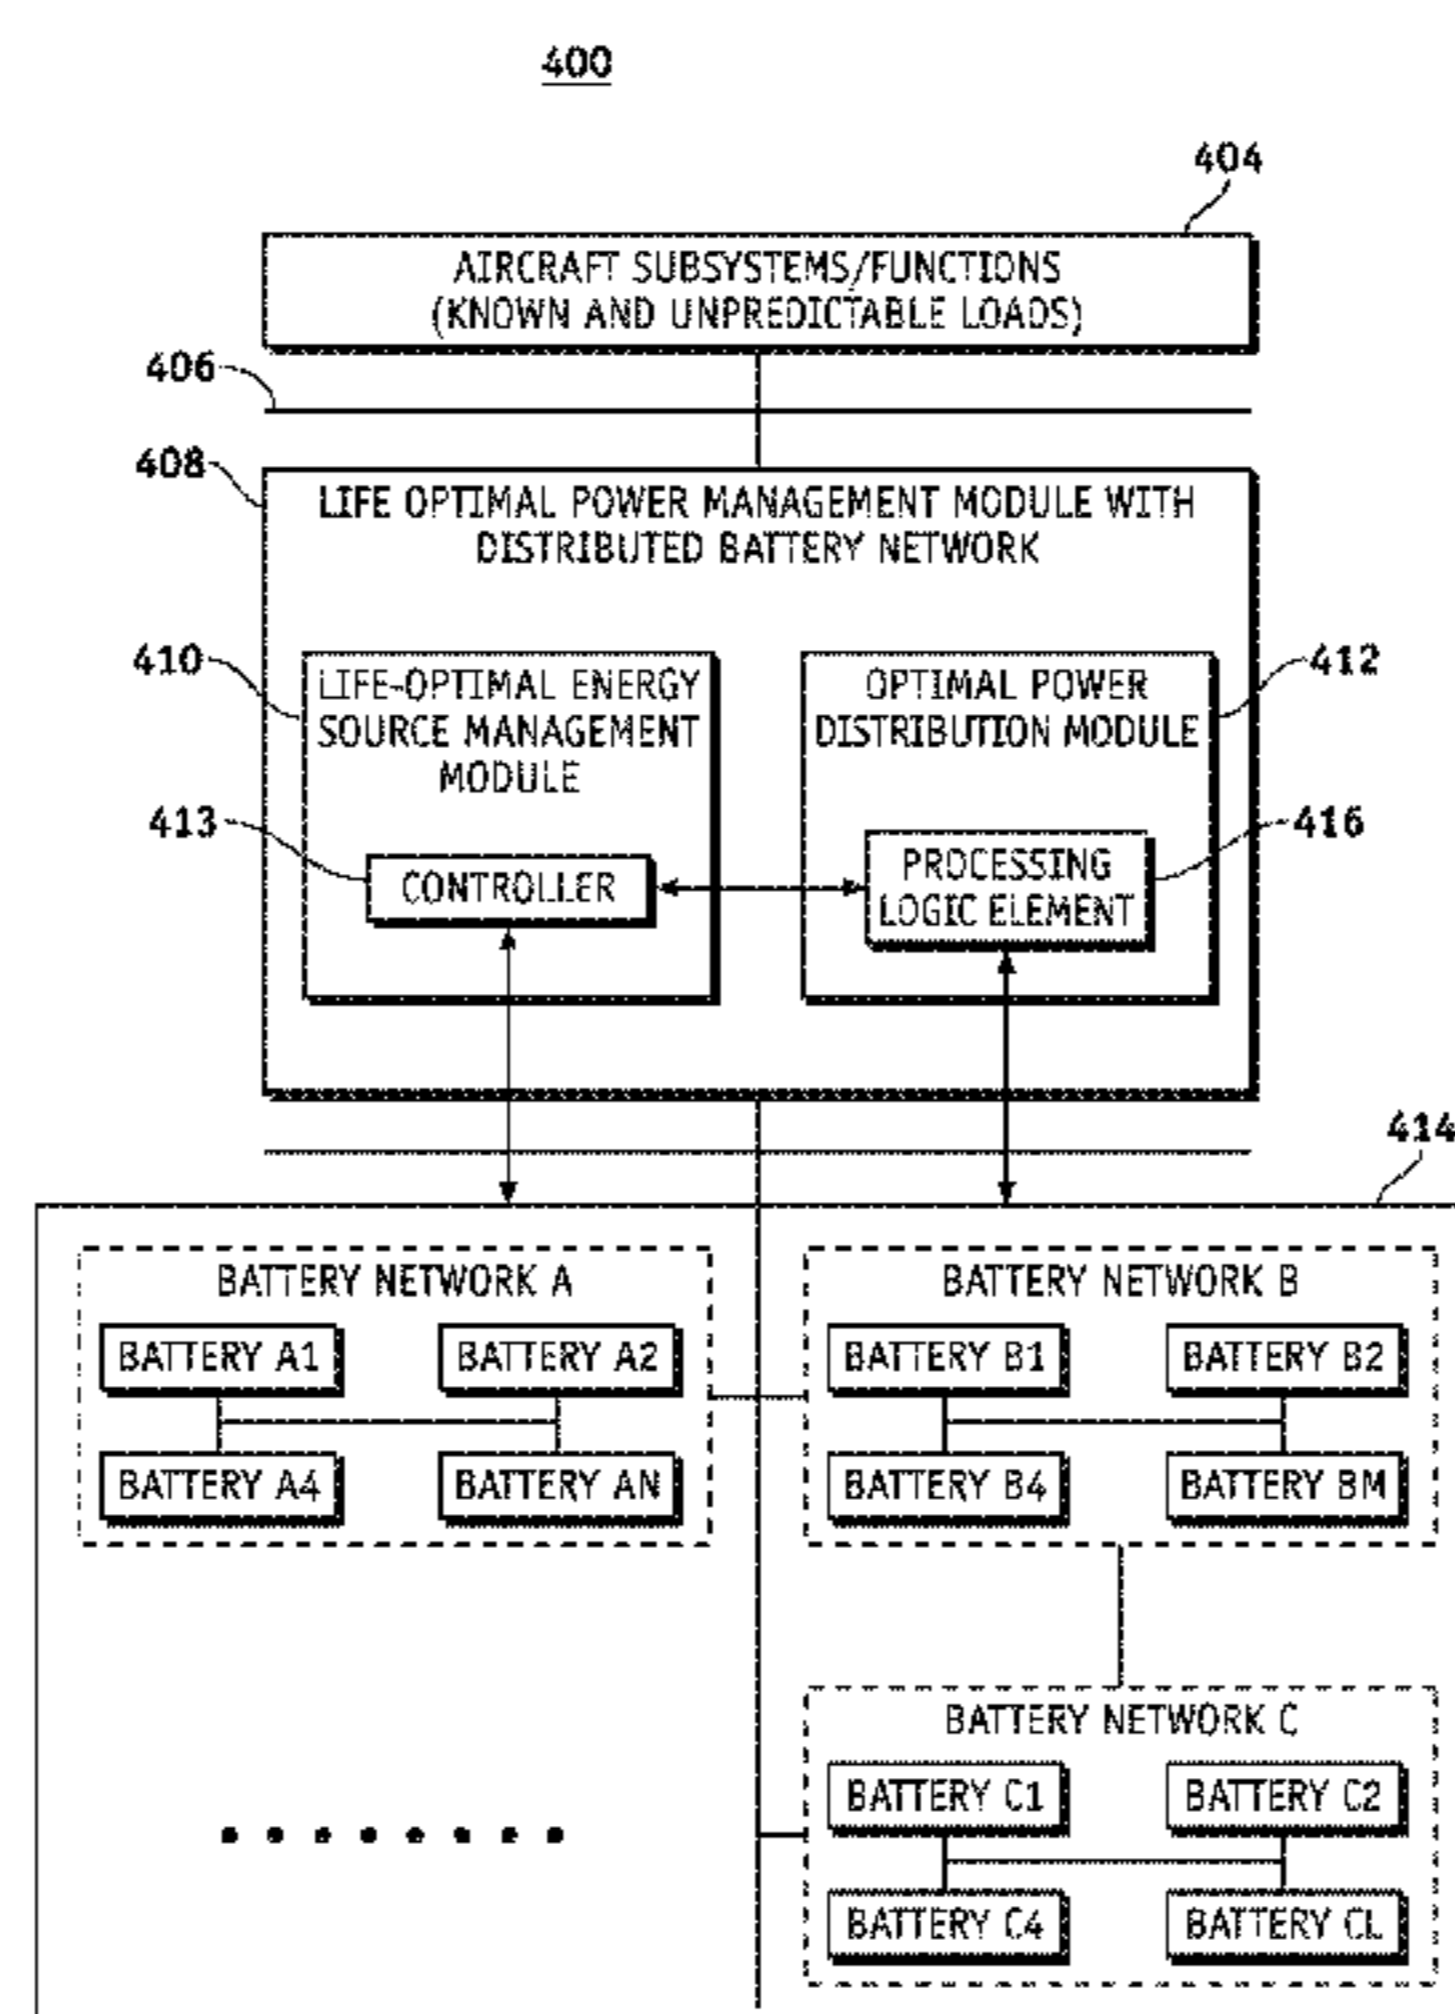 400
404
AIRCRAFT SUBSYSTEMS/FUNCTIONS
(KNOWN AND UNPREDICTABLE LOADS)
406
408
LIFE OPTIMAL POWER MANAGEMENT MODULE WITH
DISTRIBUTED BATTERY NETWORK
410
LIFE-OPTIMAL ENERGY
SOURCE MANAGEMENT
MODULE
OPTIMAL POWER
DISTRIBUTION MODULE
412
413
CONTROLLER
PROCESSING
LOGIC ELEMENT
416
414
BATTERY NETWORK A
BATTERY A1
BATTERY A2
BATTERY A4
BATTERY AN
BATTERY NETWORK B
BATTERY B1
BATTERY B2
BATTERY B4
BATTERY BM
BATTERY NETWORK C
BATTERY C1
BATTERY C2
BATTERY C4
BATTERY CL